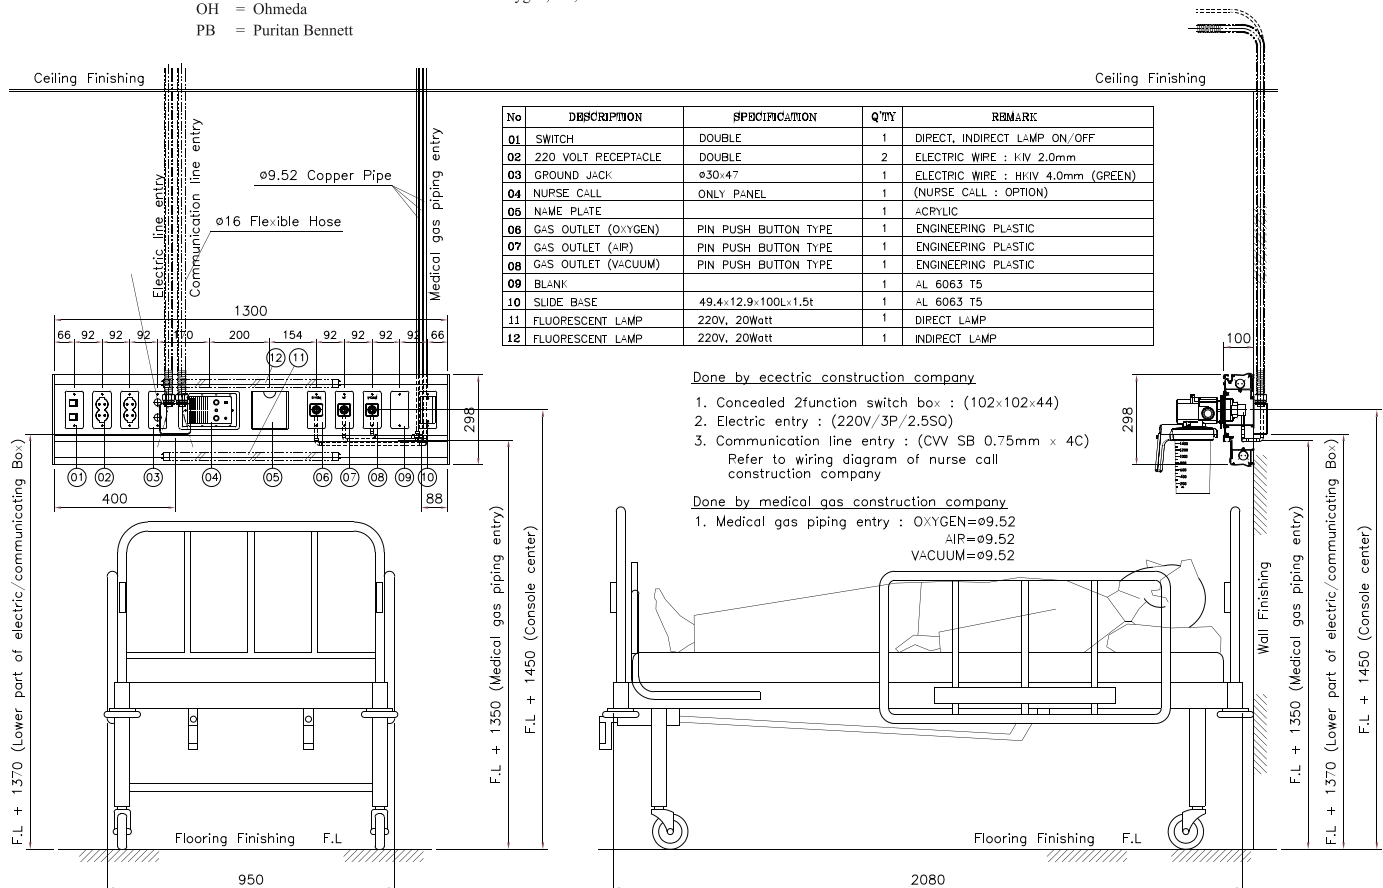 OH = Ohmeda
PB = Puritan Bennett
Ceiling Finishing
Ceiling Finishing
Electric line entry
Communication line entry
Medical gas piping entry
ø9.52 Copper Pipe
ø16 Flexible Hose
No DESCRIPTION SPECIFICATION Q'TY REMARK
01 SWITCH DOUBLE 1 DIRECT, INDIRECT LAMP ON/OFF
02 220 VOLT RECEPTACLE DOUBLE 2 ELECTRIC WIRE : KIV 2.0mm
03 GROUND JACK ø30x47 1 ELECTRIC WIRE : HKIV 4.0mm (GREEN)
04 NURSE CALL ONLY PANEL 1 (NURSE CALL : OPTION)
05 NAME PLATE 1 ACRYLIC
06 GAS OUTLET (OXYGEN) PIN PUSH BUTTON TYPE 1 ENGINEERING PLASTIC
07 GAS OUTLET (AIR) PIN PUSH BUTTON TYPE 1 ENGINEERING PLASTIC
08 GAS OUTLET (VACUUM) PIN PUSH BUTTON TYPE 1 ENGINEEPING PLASTIC
09 BLANK 1 AL 6063 T5
10 SLIDE BASE 49.4x12.9x100Lx1.5t 1 AL 6063 T5
11 FLUORESCENT LAMP 220V, 20Watt 1 DIRECT LAMP
12 FLUORESCENT LAMP 220V, 20Watt 1 INDIRECT LAMP
1300
66 92 92 92 170 200 154 92 92 92 66
12 11
298
01 02 03 04 05 06 07 08 09 10
400
88
100
298
Done by ecectric construction company
1. Concealed 2function switch box : (102x102x44)
2. Electric entry : (220V/3P/2.5SQ)
3. Communication line entry : (CVV SB 0.75mm x 4C)
Refer to wiring diagram of nurse call
construction company
Done by medical gas construction company
1. Medical gas piping entry : OXYGEN=ø9.52
AIR=ø9.52
VACUUM=ø9.52
F.L + 1370 (Lower part of electric/communicating Box)
F.L + 1350 (Medical gas piping entry)
F.L + 1450 (Console center)
Wall Finishing
F.L + 1350 (Medical gas piping entry)
F.L + 1370 (Lower part of electric/communicating Box)
F.L + 1450 (Console center)
Flooring Finishing F.L
Flooring Finishing F.L
950
2080